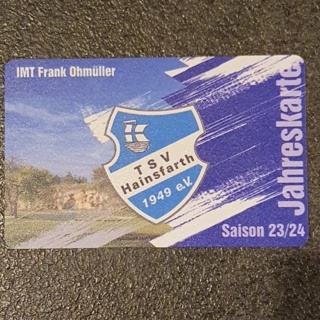 IMT Frank Ohmüller
TSV
Hainsfarth
1949 e.V.
Jahreskarte
Saison 23/24